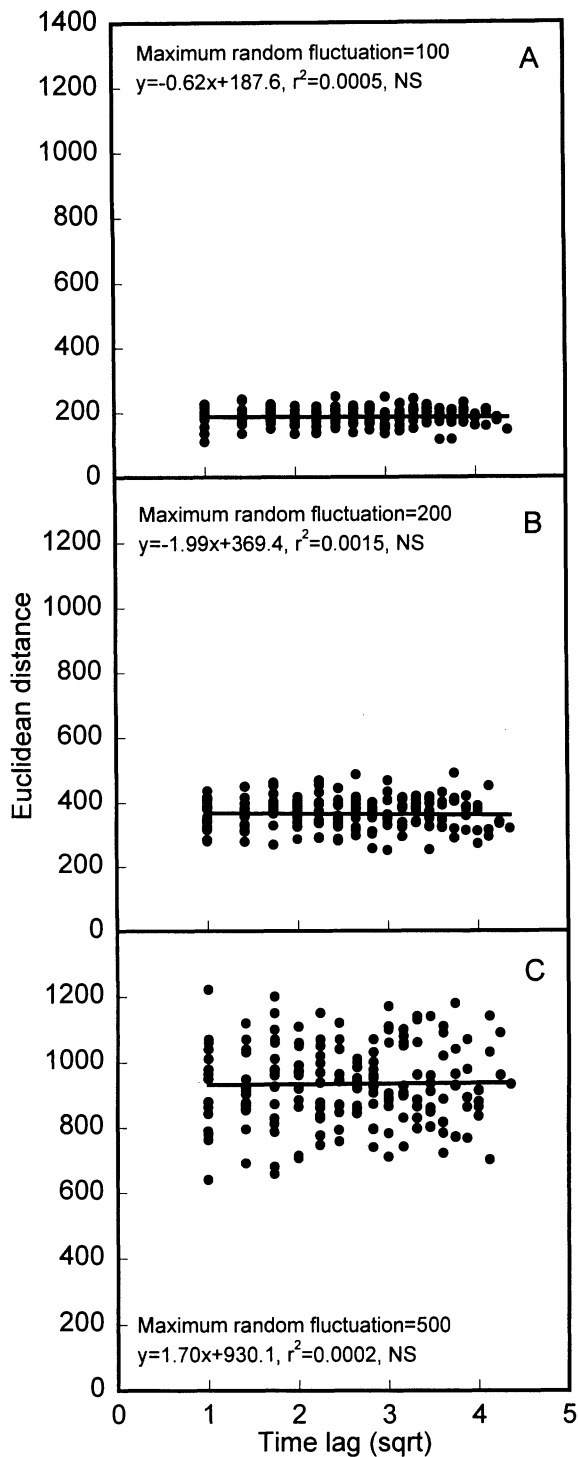 1400
Maximum random fluctuation=100
A
y=-0.62x+187.6, r²=0.0005, NS
1200
1000
800
600
400
200
0
Maximum random fluctuation=200
B
y=-1.99x+369.4, r²=0.0015, NS
1200
1000
800
600
400
200
0
Euclidean distance
C
1200
1000
800
600
400
200
0
Maximum random fluctuation=500
y=1.70x+930.1, r²=0.0002, NS
0 1 2 3 4 5
Time lag (sqrt)